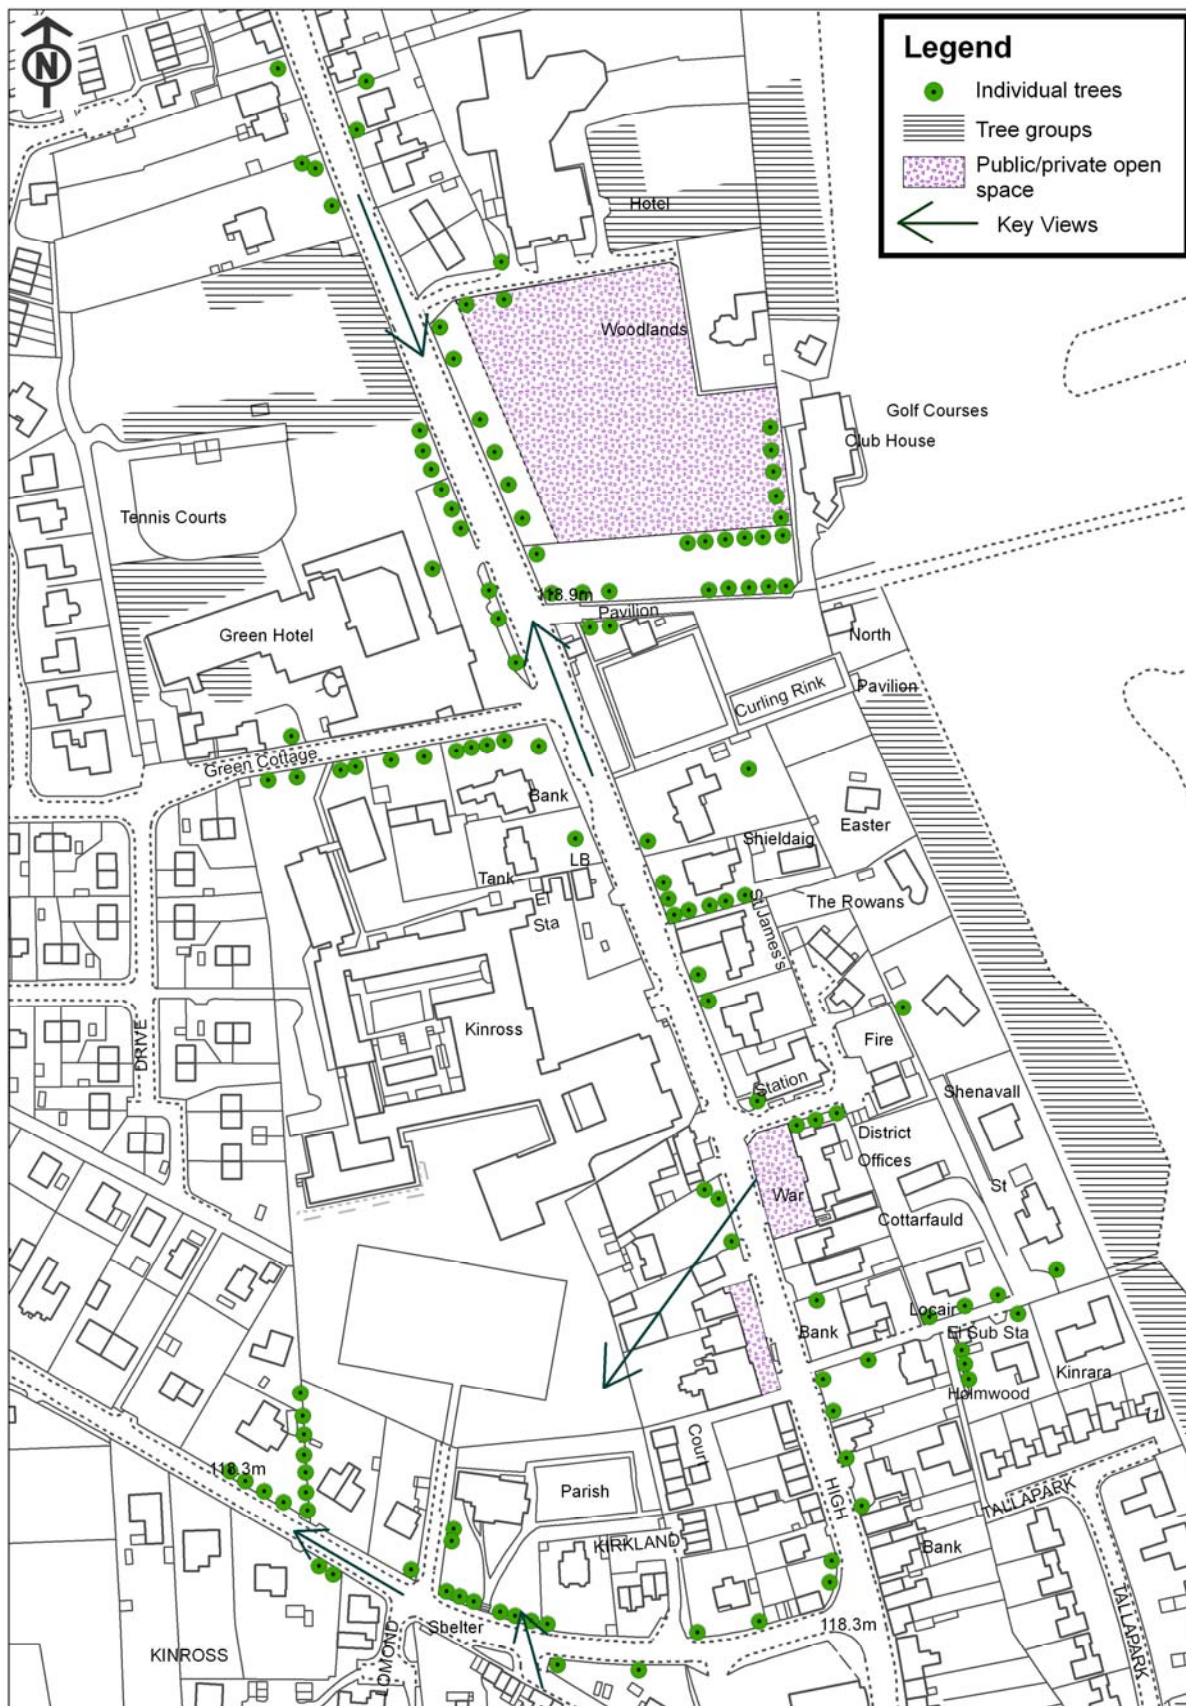 N
Legend
Individual trees
Tree groups
Public/private open
space
Key Views
Hotel
Woodlands
Golf Courses
Club House
Tennis Courts
118.9m
Pavilion
Green Hotel
North
Pavilion
Curling Rink
Green Cottage
Bank
Easter
Shieldaig
LB
Tank
El
Sta
The Rowans
St James's
Kinross
Fire
DRIVE
Station
Shenavall
District
Offices
War
St
Cottarfauld
Locair
Bank
El Sub Sta
Kinrara
Holmwood
11
Court
118.3m
Parish
HIGH
TALLAPARK
KIRKLAND
Bank
TALLAPARK
Shelter
118.3m
LOMOND
KINROSS